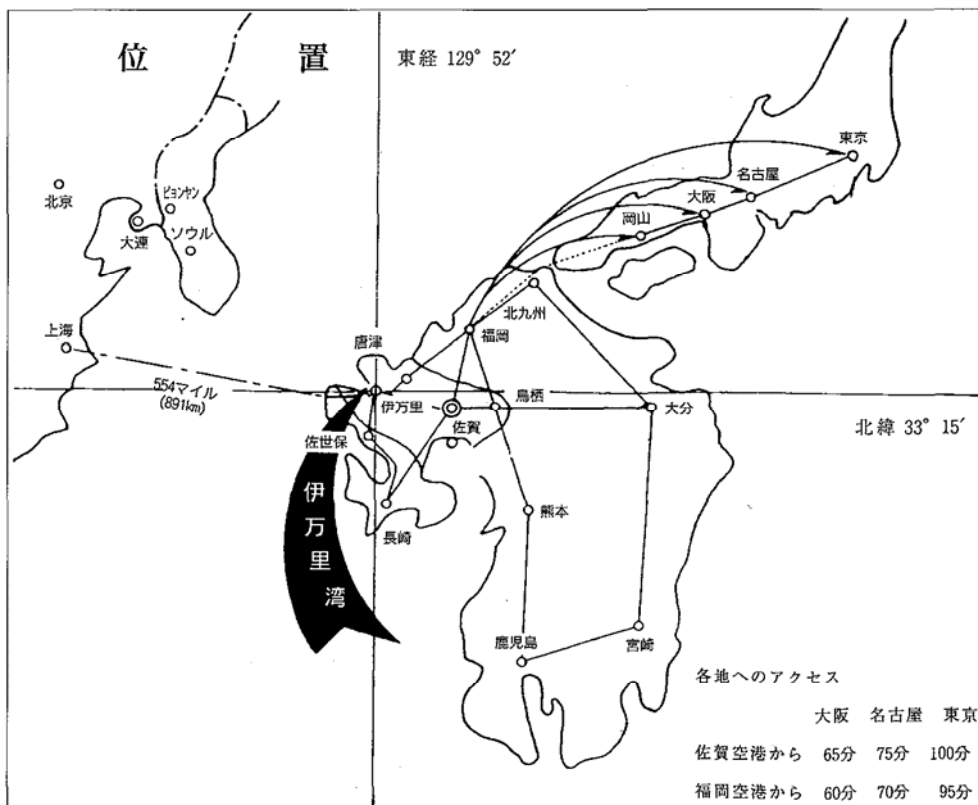 位置
東経 129° 52′
東京
名古屋
大阪
岡山
北京
ピョンヤン
大連
ソウル
北九州
福岡
上海
唐津
554マイル
(891km)
伊万里
鳥栖
佐賀
大分
北緯 33° 15′
佐世保
伊万里湾
長崎
熊本
鹿児島
宮崎
各地へのアクセス
大阪 名古屋 東京
佐賀空港から 65分 75分 100分
福岡空港から 60分 70分 95分